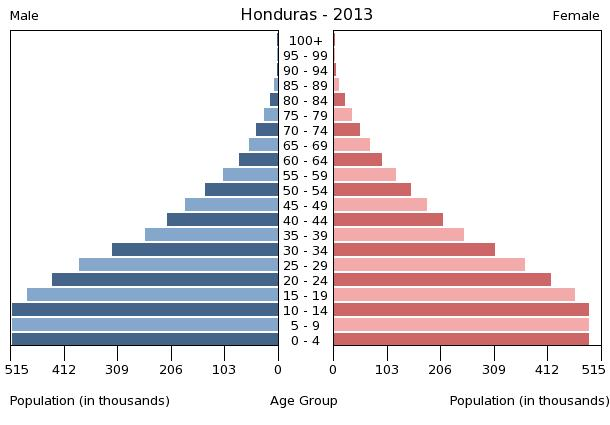 Honduras - 2013
Male
Female
100+
95 - 99
90 - 94
85 - 89
80 - 84
75 - 79
70 - 74
65 - 69
60 - 64
55 - 59
50 - 54
45 - 49
40 - 44
35 - 39
30 - 34
25 - 29
20 - 24
15 - 19
10 - 14
5 - 9
0 - 4
515 412 309 206 103 0 0 103 206 309 412 515
Population (in thousands) Age Group Population (in thousands)